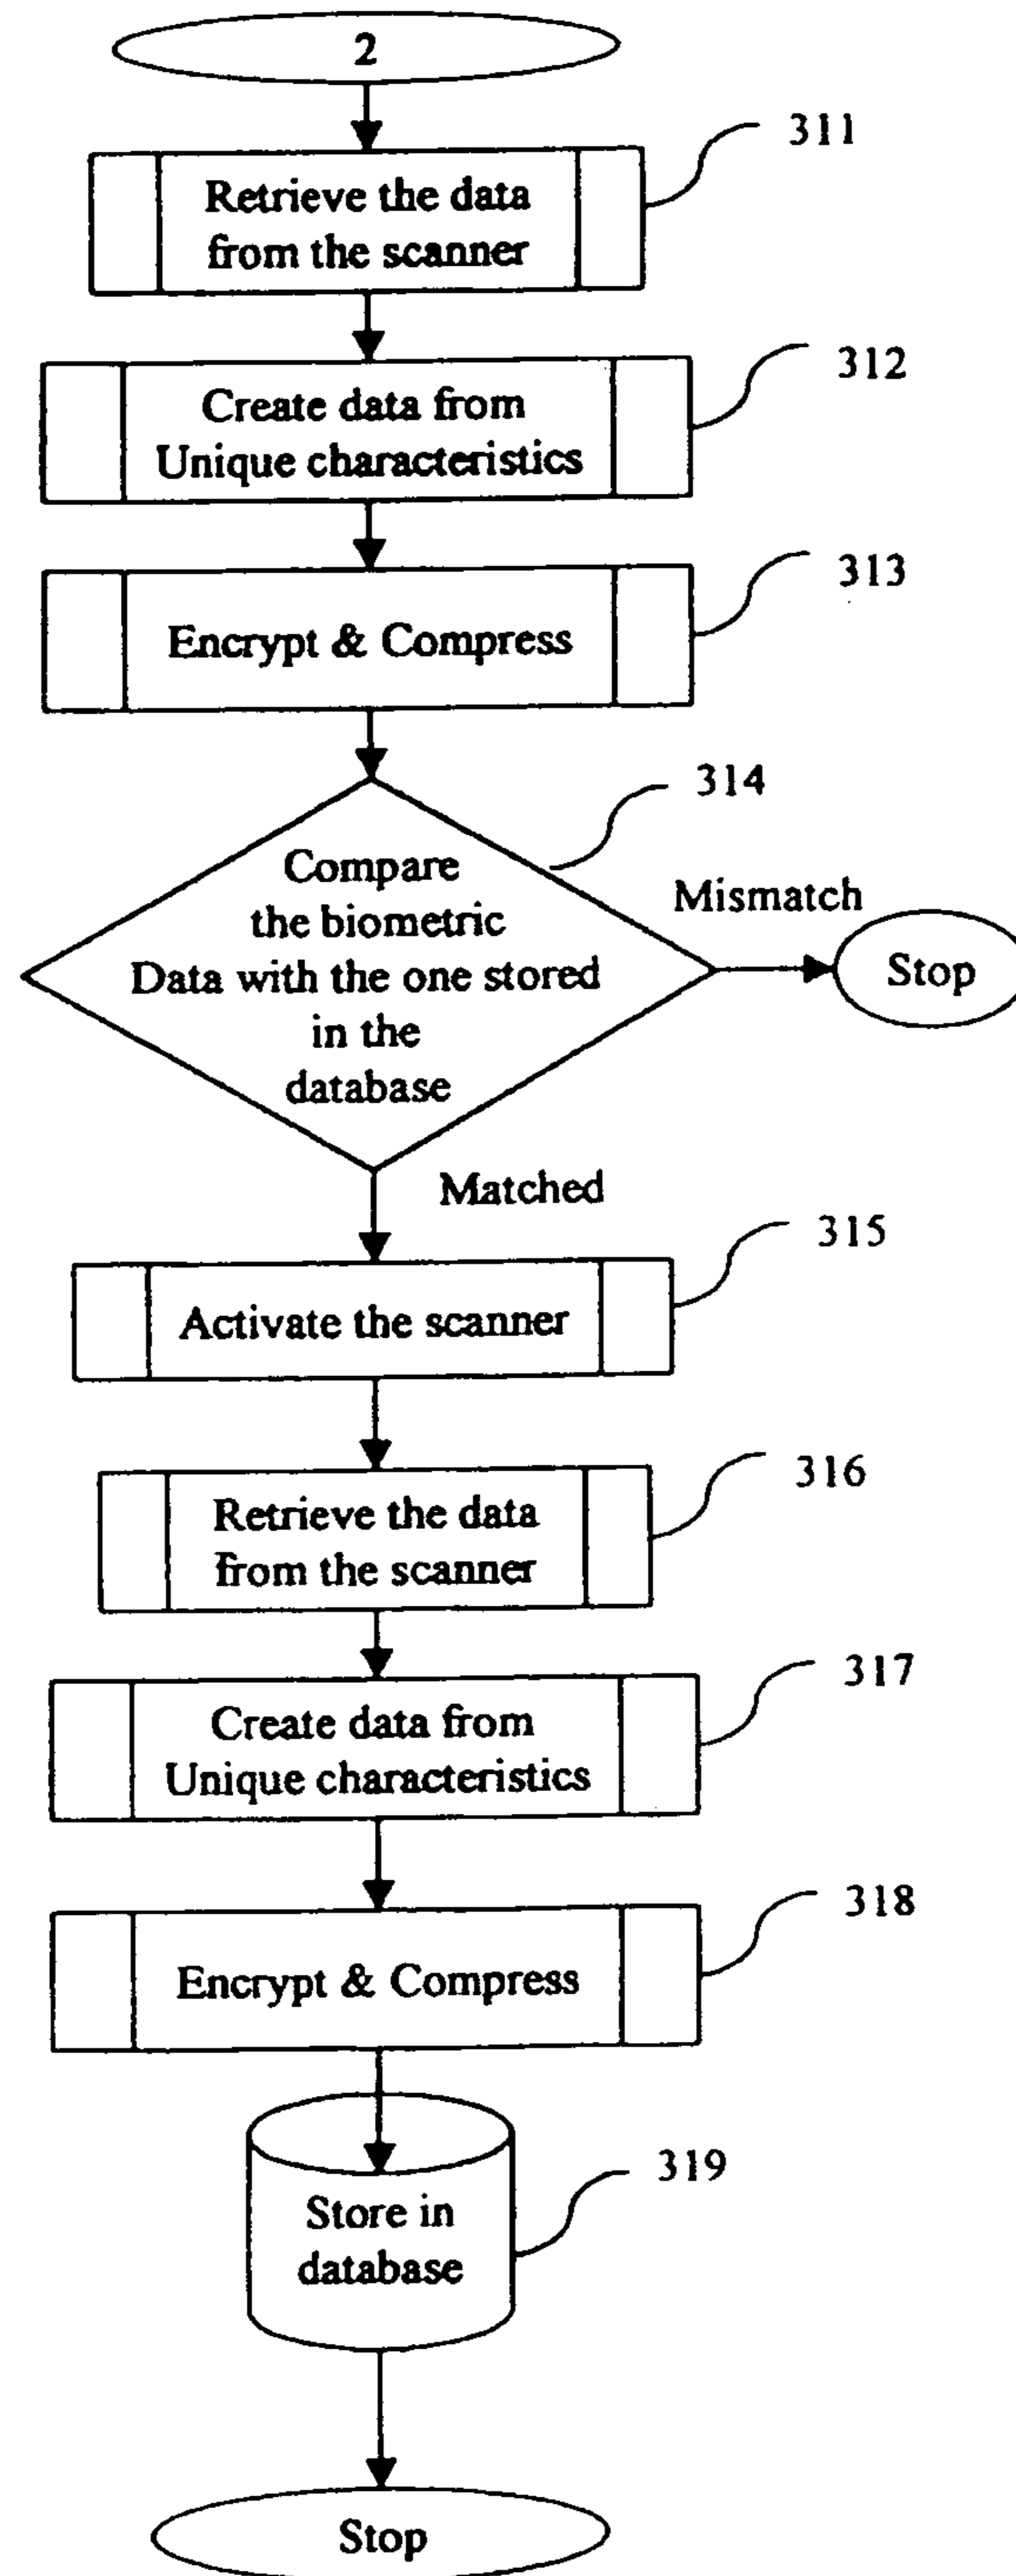 2
311
Retrieve the data
from the scanner
312
Create data from
Unique characteristics
313
Encrypt & Compress
314
Compare
the biometric
Data with the one stored
in the
database
Mismatch
Stop
Matched
315
Activate the scanner
316
Retrieve the data
from the scanner
317
Create data from
Unique characteristics
318
Encrypt & Compress
319
Store in
database
Stop